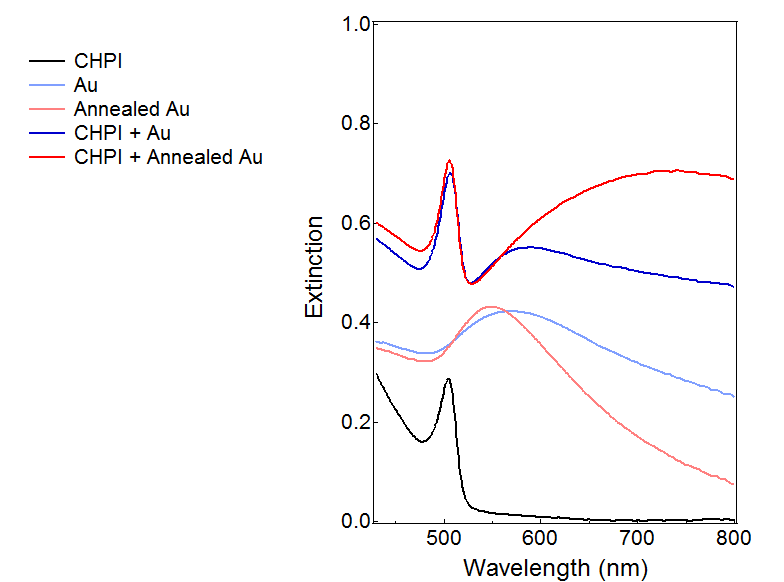 CHPI
Au
Annealed Au
CHPI + Au
CHPI + Annealed Au
Extinction
1.0
0.8
0.6
0.4
0.2
0.0
500 600 700 800
Wavelength (nm)